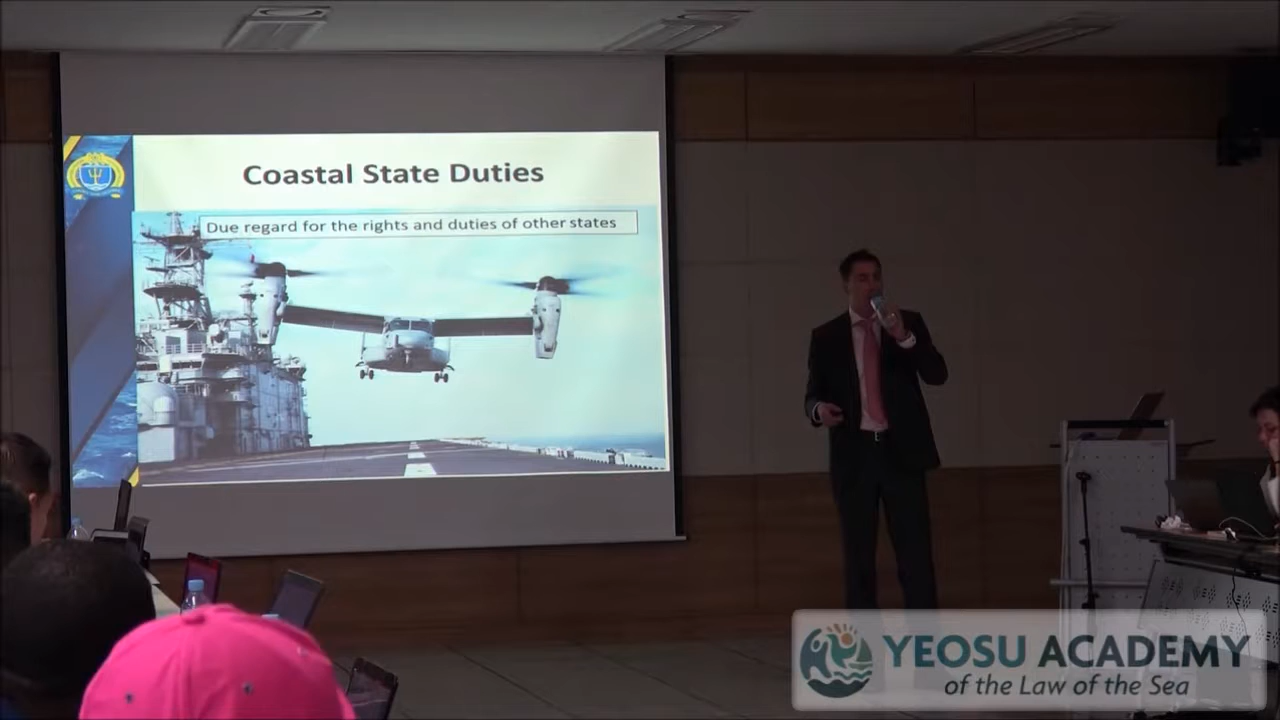 Coastal State Duties
Due regard for the rights and duties of other states
YEOSU ACADEMY
of the Law of the Sea